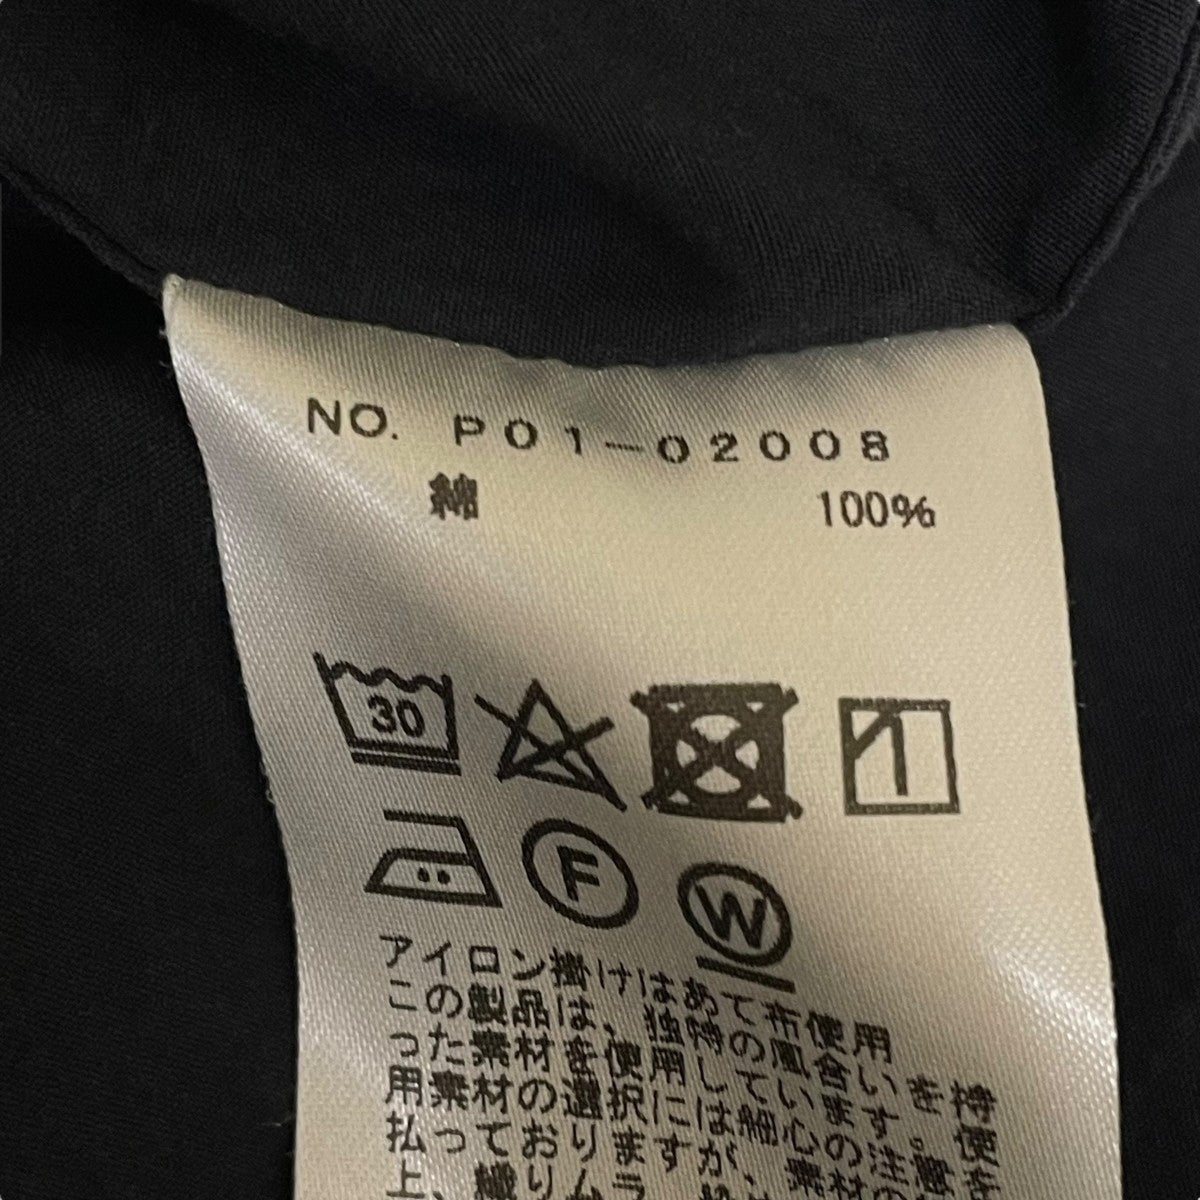 NO. P01-02008
綿 100%
30
1
F
W
アイロン掛けはあて布使用
この製品は、独特の風合いを持
った素材を使用しています。使
用素材の選択には細心の注意を
払っておりますが、素材の